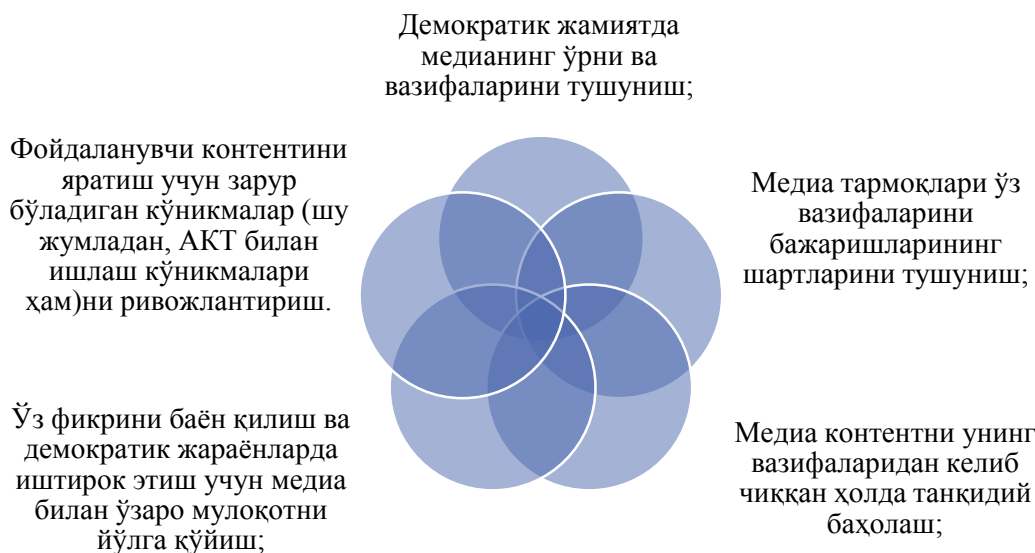 Демократик жамиятда
медианинг ўрни ва
вазифаларини тушуниш;
Медиа тармоқлари ўз
вазифаларини
бажаришларининг
шартларини тушуниш;
Медиа контентни унинг
вазифаларидан келиб
чиққан ҳолда танқидий
баҳолаш;
Ўз фикрини баён қилиш ва
демократик жараёнларда
иштирок этиш учун медиа
билан ўзаро мулоқотни
йўлга қўйиш;
Фойдаланувчи контентини
яратиш учун зарур
бўладиган кўникмалар (шу
жумладан, АКТ билан
ишлаш кўникмалари
ҳам)ни ривожлантириш.